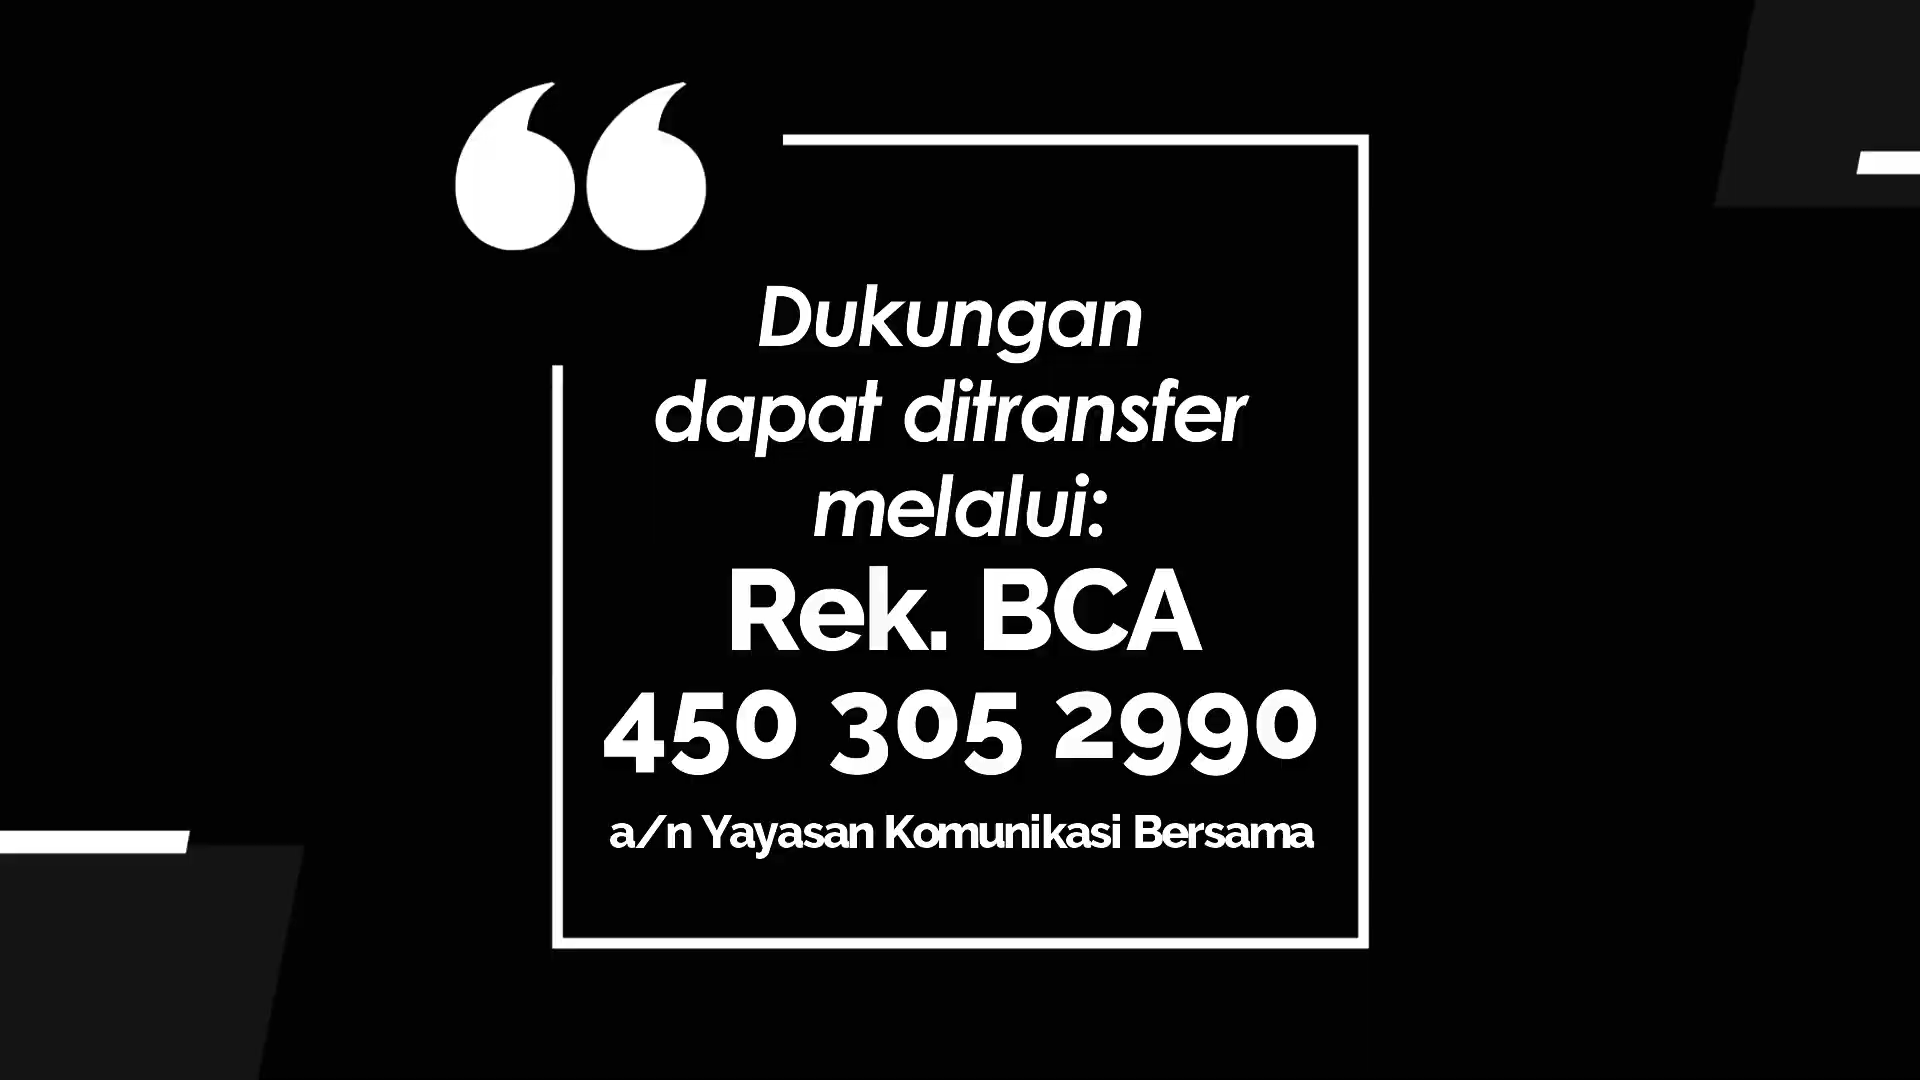 Dukungan
dapat ditransfer
melalui:
Rek. BCA
450 305 2990
a/n Yayasan Komunikasi Bersama